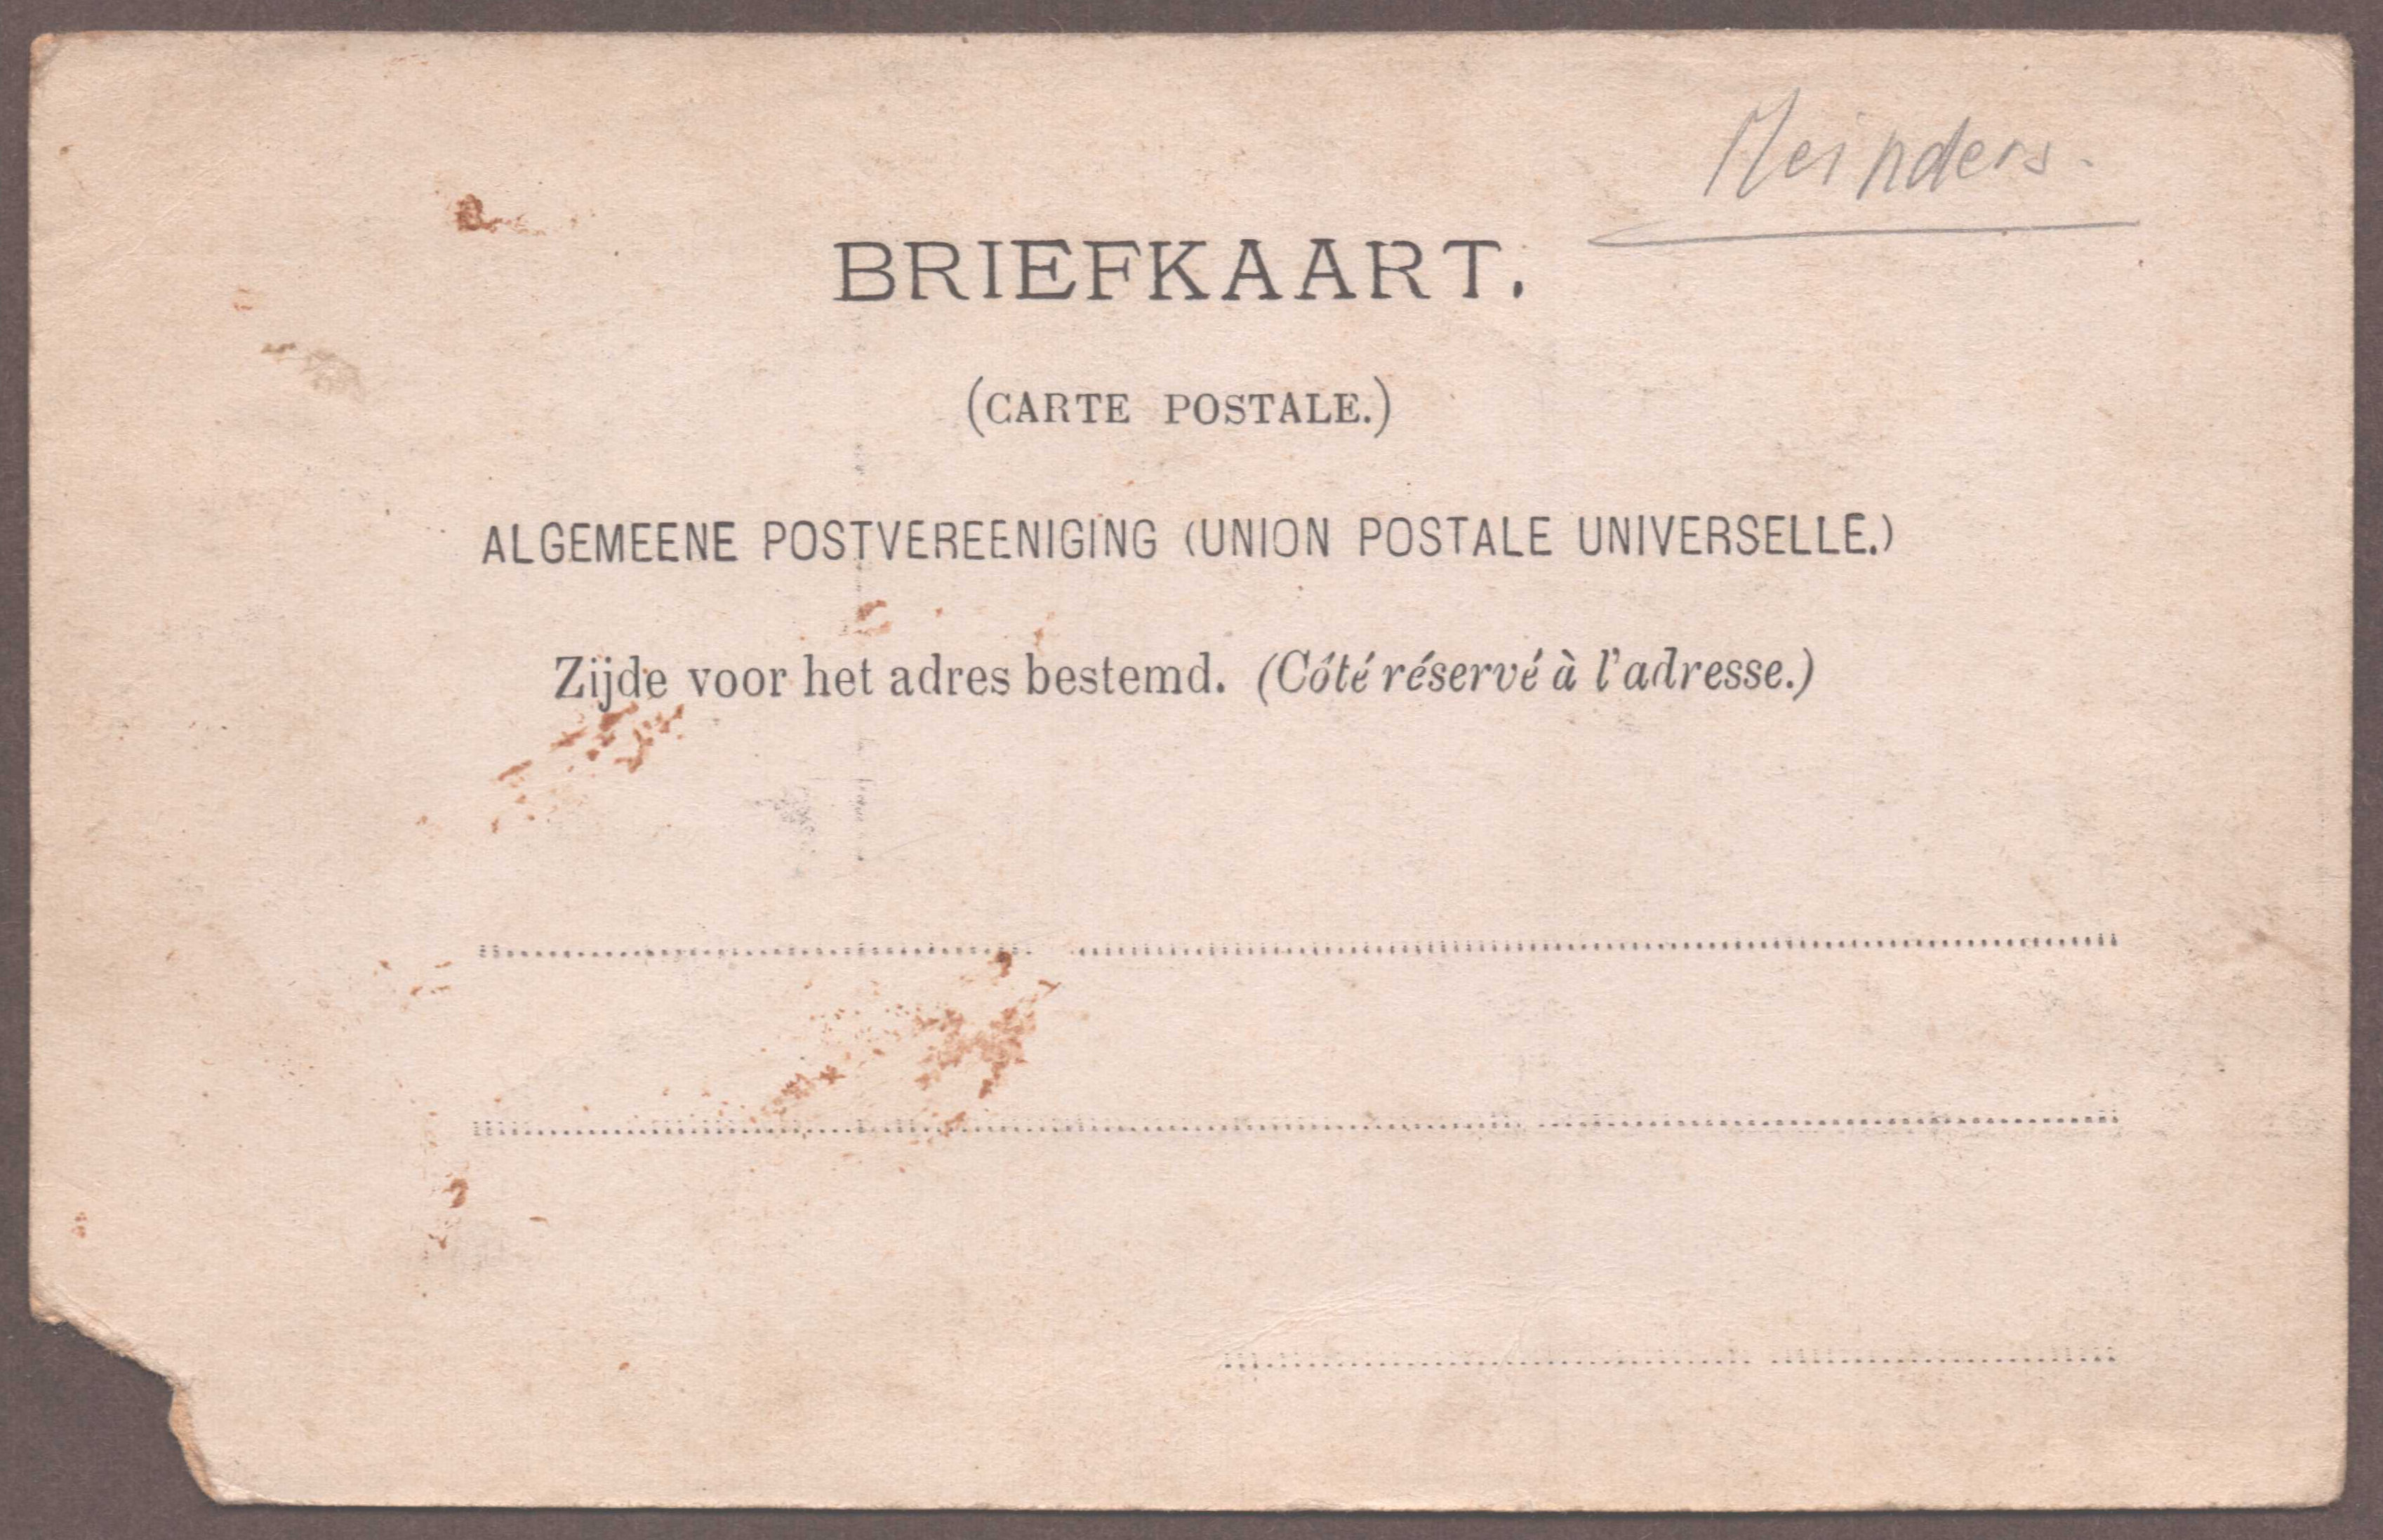 Meinders.
BRIEFKAART.
(CARTE POSTALE.)
ALGEMEENE POSTVEREENIGING (UNION POSTALE UNIVERSELLE.)
Zijde voor het adres bestemd. (Côté réservé à l'adresse.)